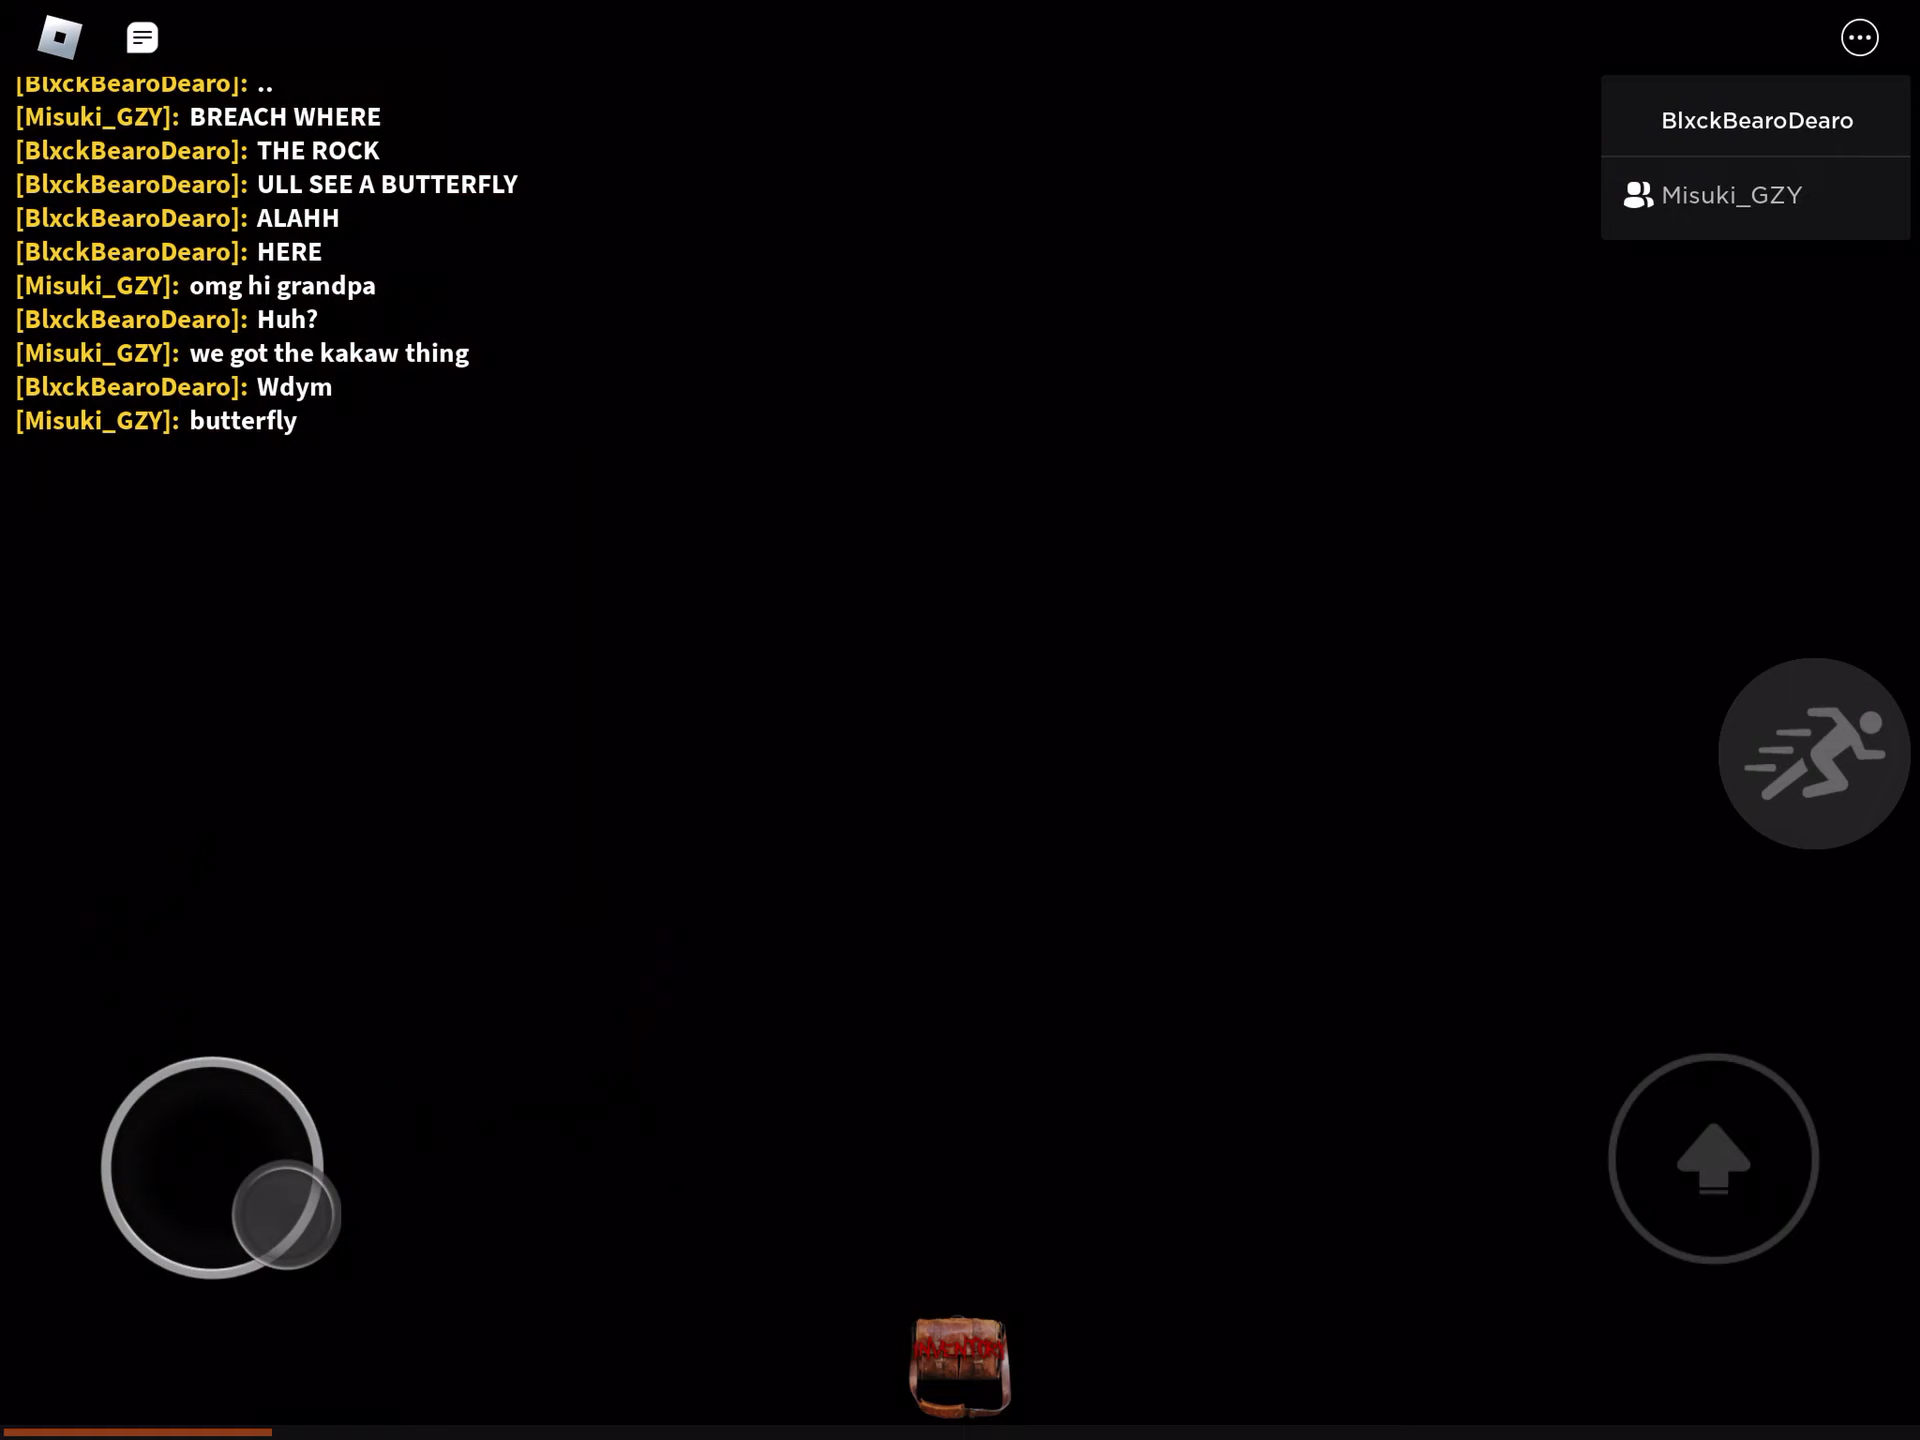 [BlxckBearoDearo]: ..
[Misuki_GZY]: BREACH WHERE
[BlxckBearoDearo]: THE ROCK
[BlxckBearoDearo]: ULL SEE A BUTTERFLY
[BlxckBearoDearo]: ALAHH
[BlxckBearoDearo]: HERE
[Misuki_GZY]: omg hi grandpa
[BlxckBearoDearo]: Huh?
[Misuki_GZY]: we got the kakaw thing
[BlxckBearoDearo]: Wdym
[Misuki_GZY]: butterfly
BlxckBearoDearo
Misuki_GZY
INVENTORY